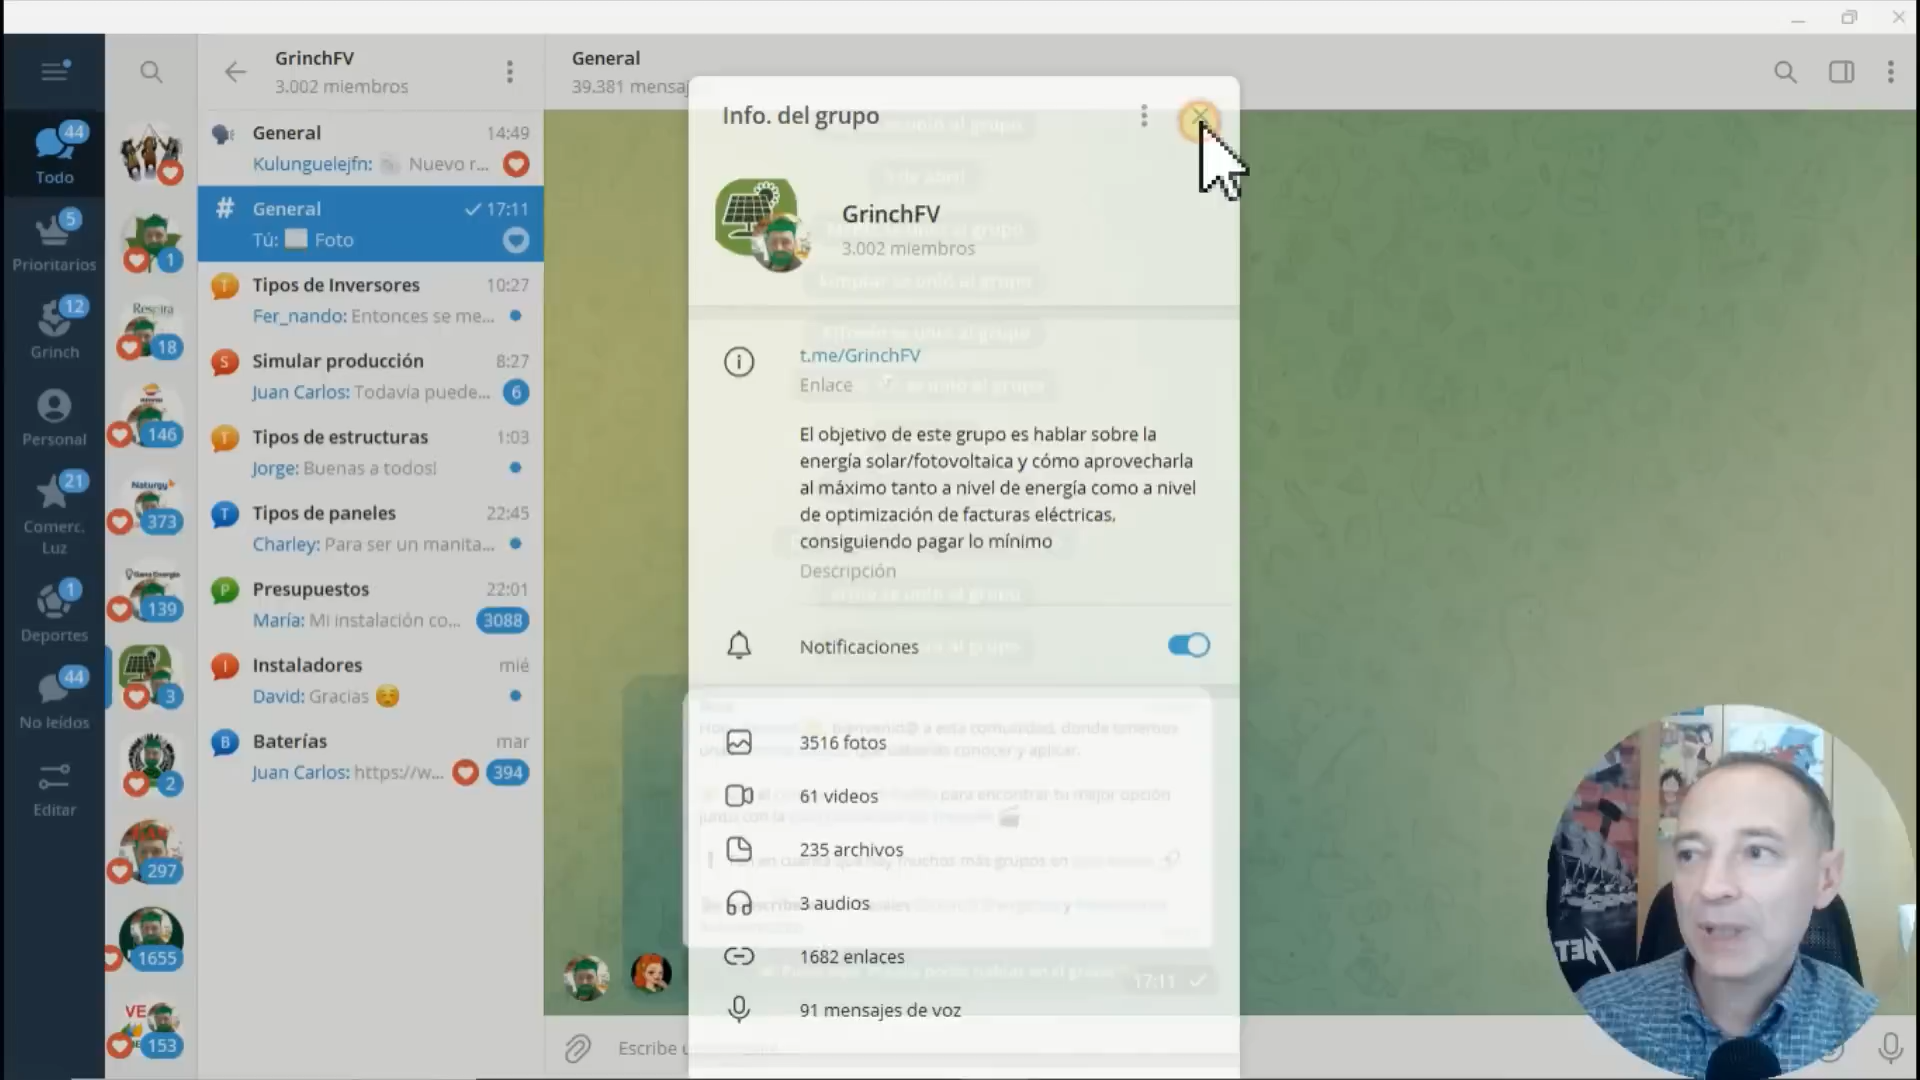 44
Todo
5
Prioritarios
12
Grinch
Personal
21
Comerc.
Luz
1
Deportes
44
No leídos
Editar
1
Respira
18
146
Naturgy
373
Gana Energía
139
3
2
297
1655
VE
153
GrinchFV
3.002 miembros
General 14:49
Kulunguelejfn: Nuevo r...
# General 17:11
Tú: Foto
T Tipos de Inversores 10:27
Fer_nando: Entonces se me...
S Simular producción 8:27
Juan Carlos: Todavía puede... 6
T Tipos de estructuras 1:03
Jorge: Buenas a todos!
T Tipos de paneles 22:45
Charley: Para ser un manita...
P Presupuestos 22:01
María: Mi instalación co... 3088
I Instaladores mié
David: Gracias 😊
B Baterías mar
Juan Carlos: https://w... 394
General
39.381 mensaj
Info. del grupo
GrinchFV
3.002 miembros
t.me/GrinchFV
Enlace
El objetivo de este grupo es hablar sobre la
energía solar/fotovoltaica y cómo aprovecharla
al máximo tanto a nivel de energía como a nivel
de optimización de facturas eléctricas,
consiguiendo pagar lo mínimo
Descripción
Notificaciones
3516 fotos
61 videos
235 archivos
3 audios
1682 enlaces
91 mensajes de voz
17:11
Escribe